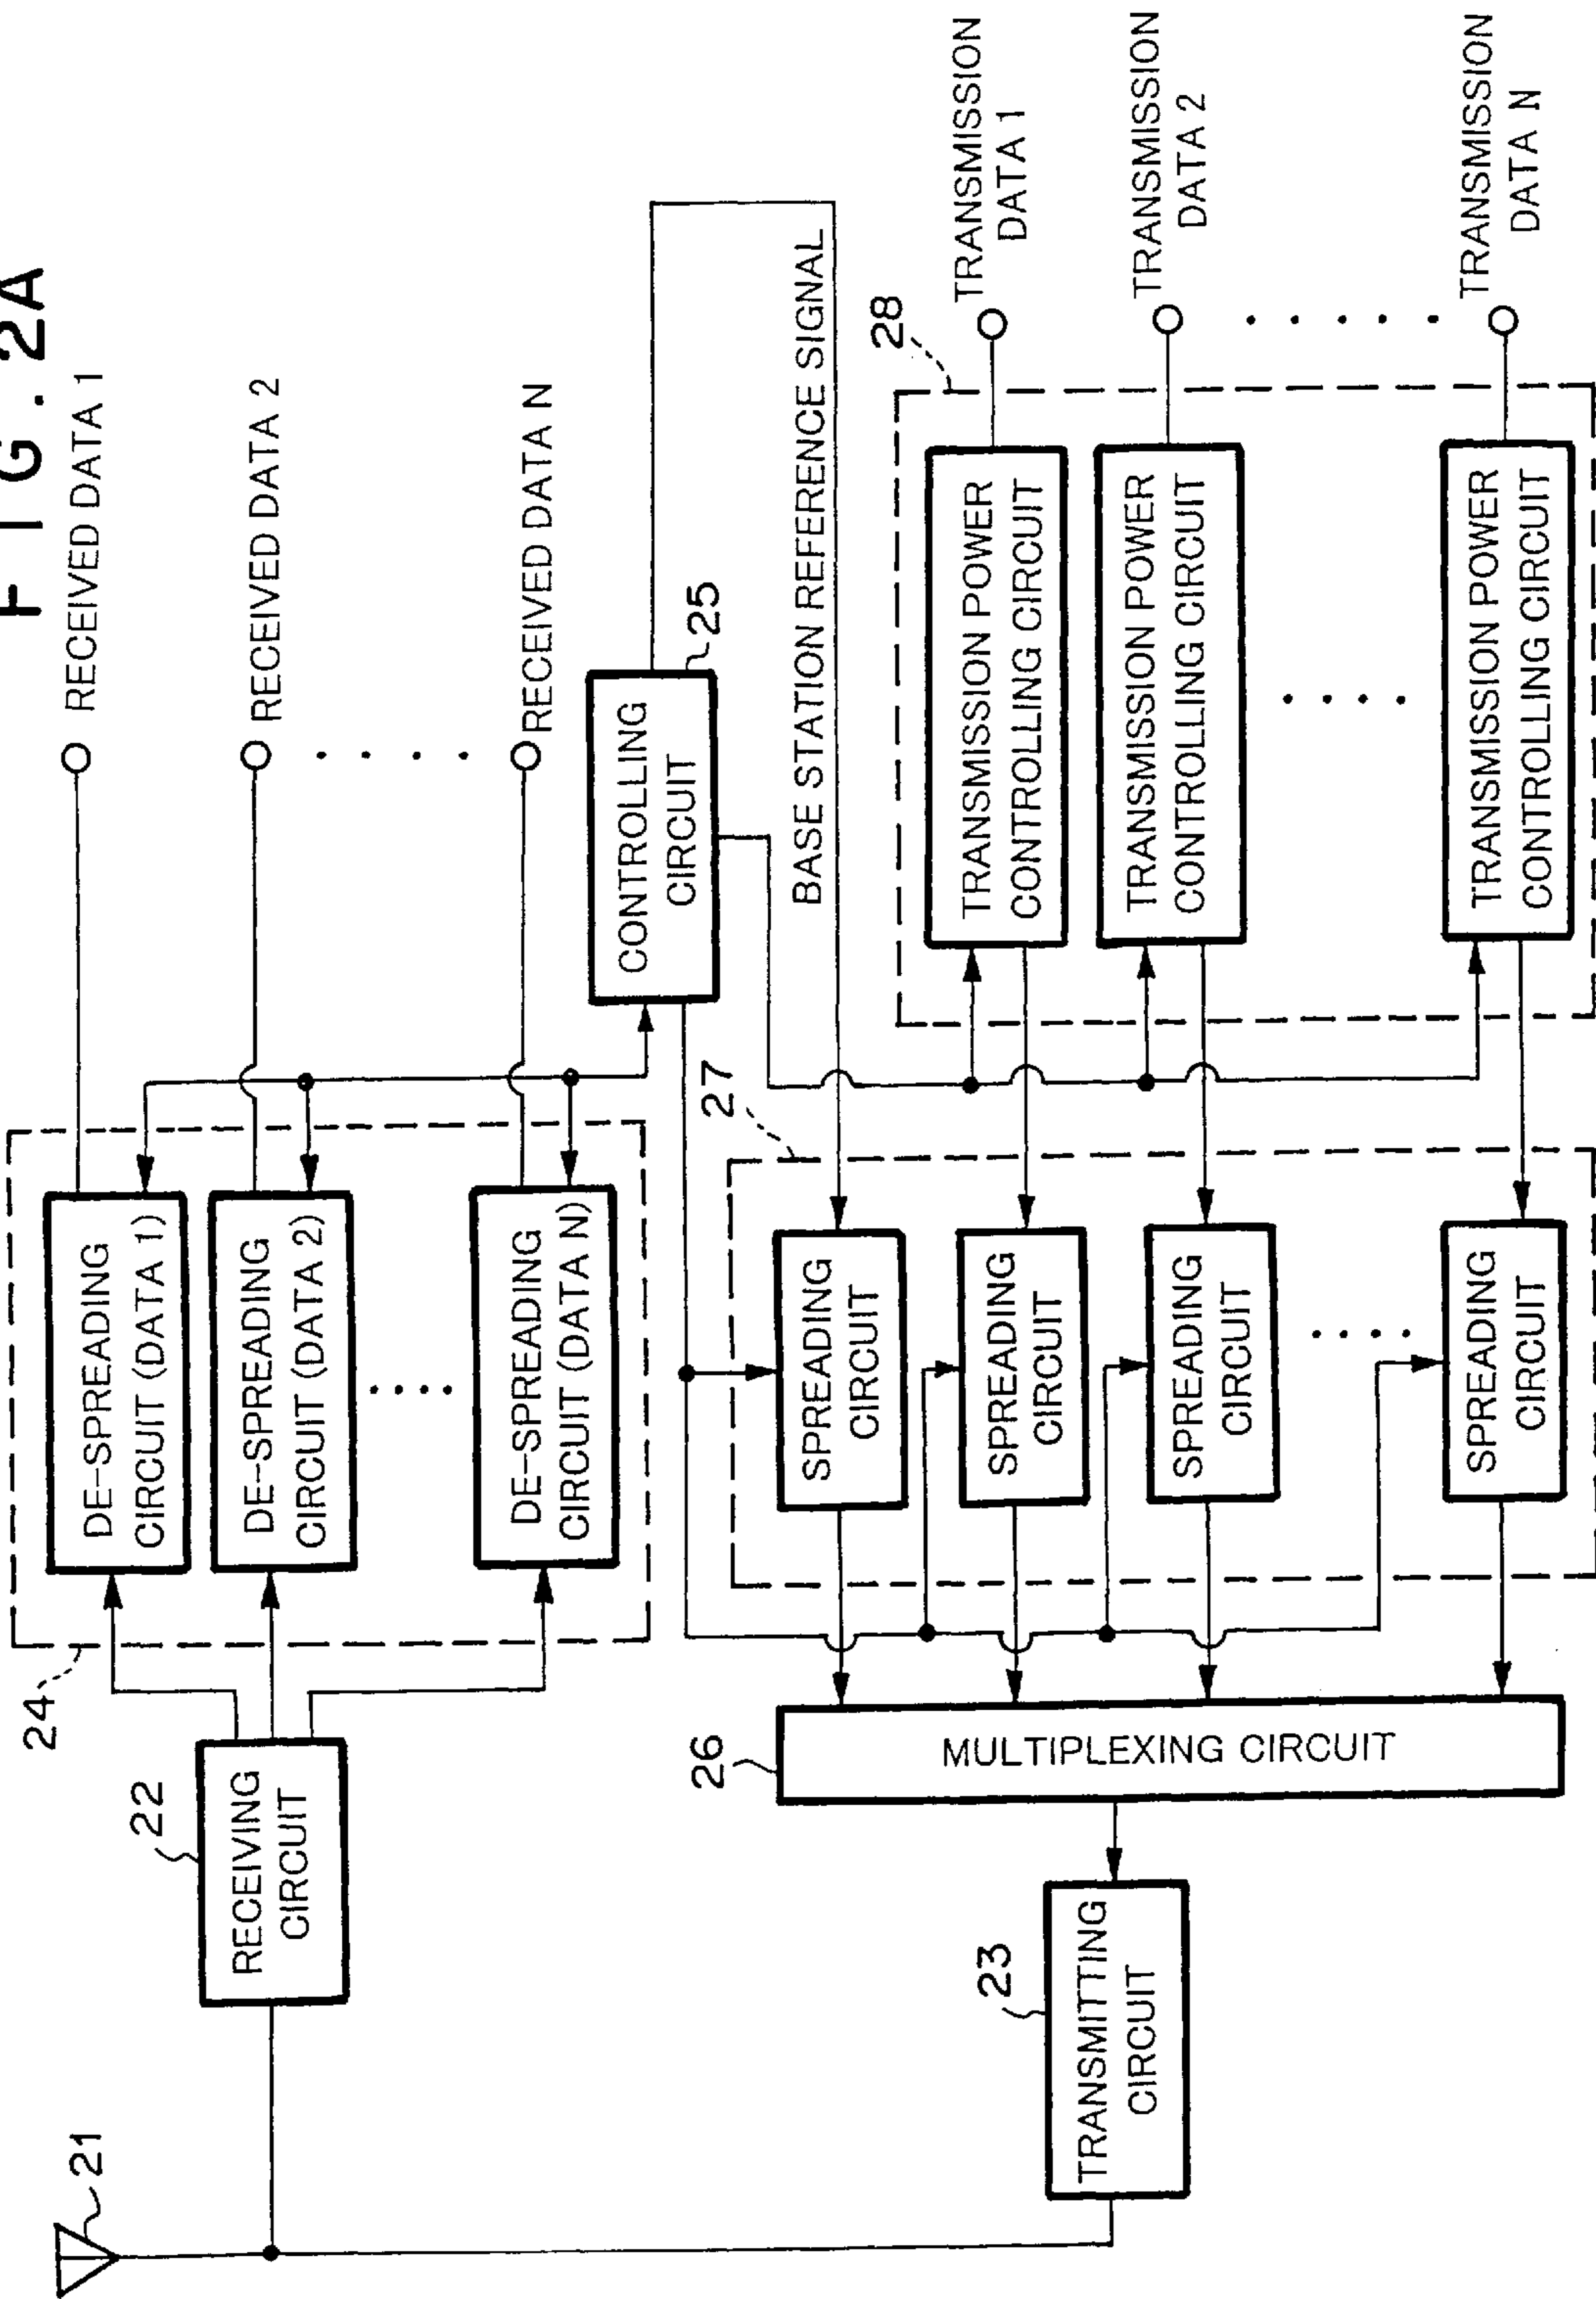 FIG. 2A
RECEIVED DATA 1
RECEIVED DATA 2
RECEIVED DATA N
24
DE-SPREADING
CIRCUIT (DATA 1)
DE-SPREADING
CIRCUIT (DATA 2)
DE-SPREADING
CIRCUIT (DATA N)
21
22
RECEIVING
CIRCUIT
CONTROLLING
CIRCUIT
25
BASE STATION REFERENCE SIGNAL
27
28
SPREADING
CIRCUIT
SPREADING
CIRCUIT
SPREADING
CIRCUIT
SPREADING
CIRCUIT
TRANSMISSION POWER
CONTROLLING CIRCUIT
TRANSMISSION POWER
CONTROLLING CIRCUIT
TRANSMISSION POWER
CONTROLLING CIRCUIT
TRANSMISSION
DATA 1
TRANSMISSION
DATA 2
TRANSMISSION
DATA N
26
MULTIPLEXING CIRCUIT
23
TRANSMITTING
CIRCUIT